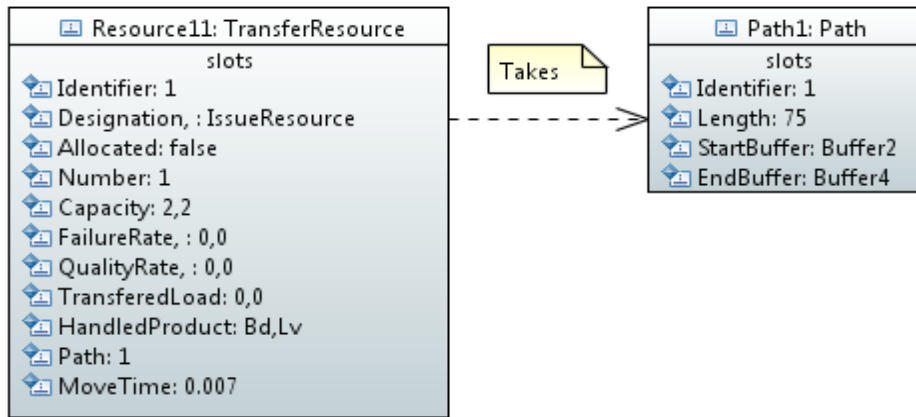 Resource11: TransferResource
slots
Identifier: 1
Designation, : IssueResource
Allocated: false
Number: 1
Capacity: 2,2
FailureRate, : 0,0
QualityRate, : 0,0
TransferedLoad: 0,0
HandledProduct: Bd,Lv
Path: 1
MoveTime: 0.007
Takes
Path1: Path
slots
Identifier: 1
Length: 75
StartBuffer: Buffer2
EndBuffer: Buffer4